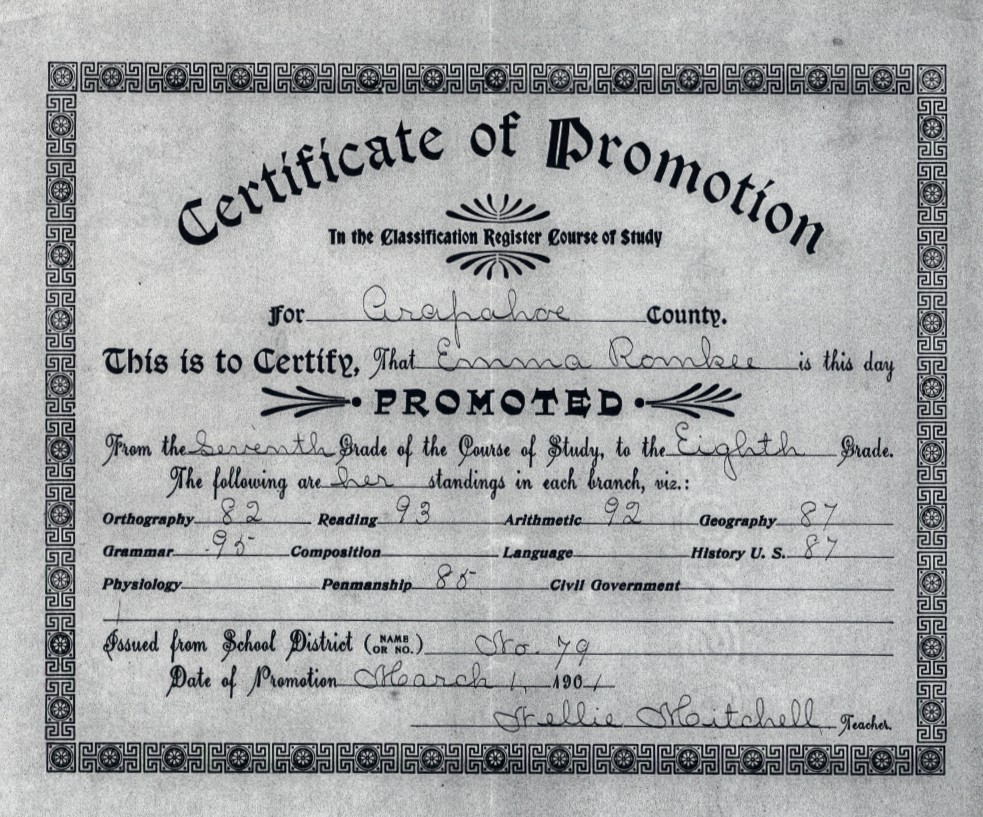 Certificate of Promotion
In the Classification Register Course of Study
For Arapahoe County.
This is to Certify, That Emma Romkee is this day
PROMOTED
From the Seventh Grade of the Course of Study, to the Eighth Grade.
The following are her standings in each branch, viz.:
Orthography 82 Reading 93 Arithmetic 92 Geography 87
Grammar 95 Composition Language History U. S. 87
Physiology Penmanship 85 Civil Government
Issued from School District (NAME OR NO.) No. 79
Date of Promotion March 1, 1901
Nellie Mitchell Teacher.